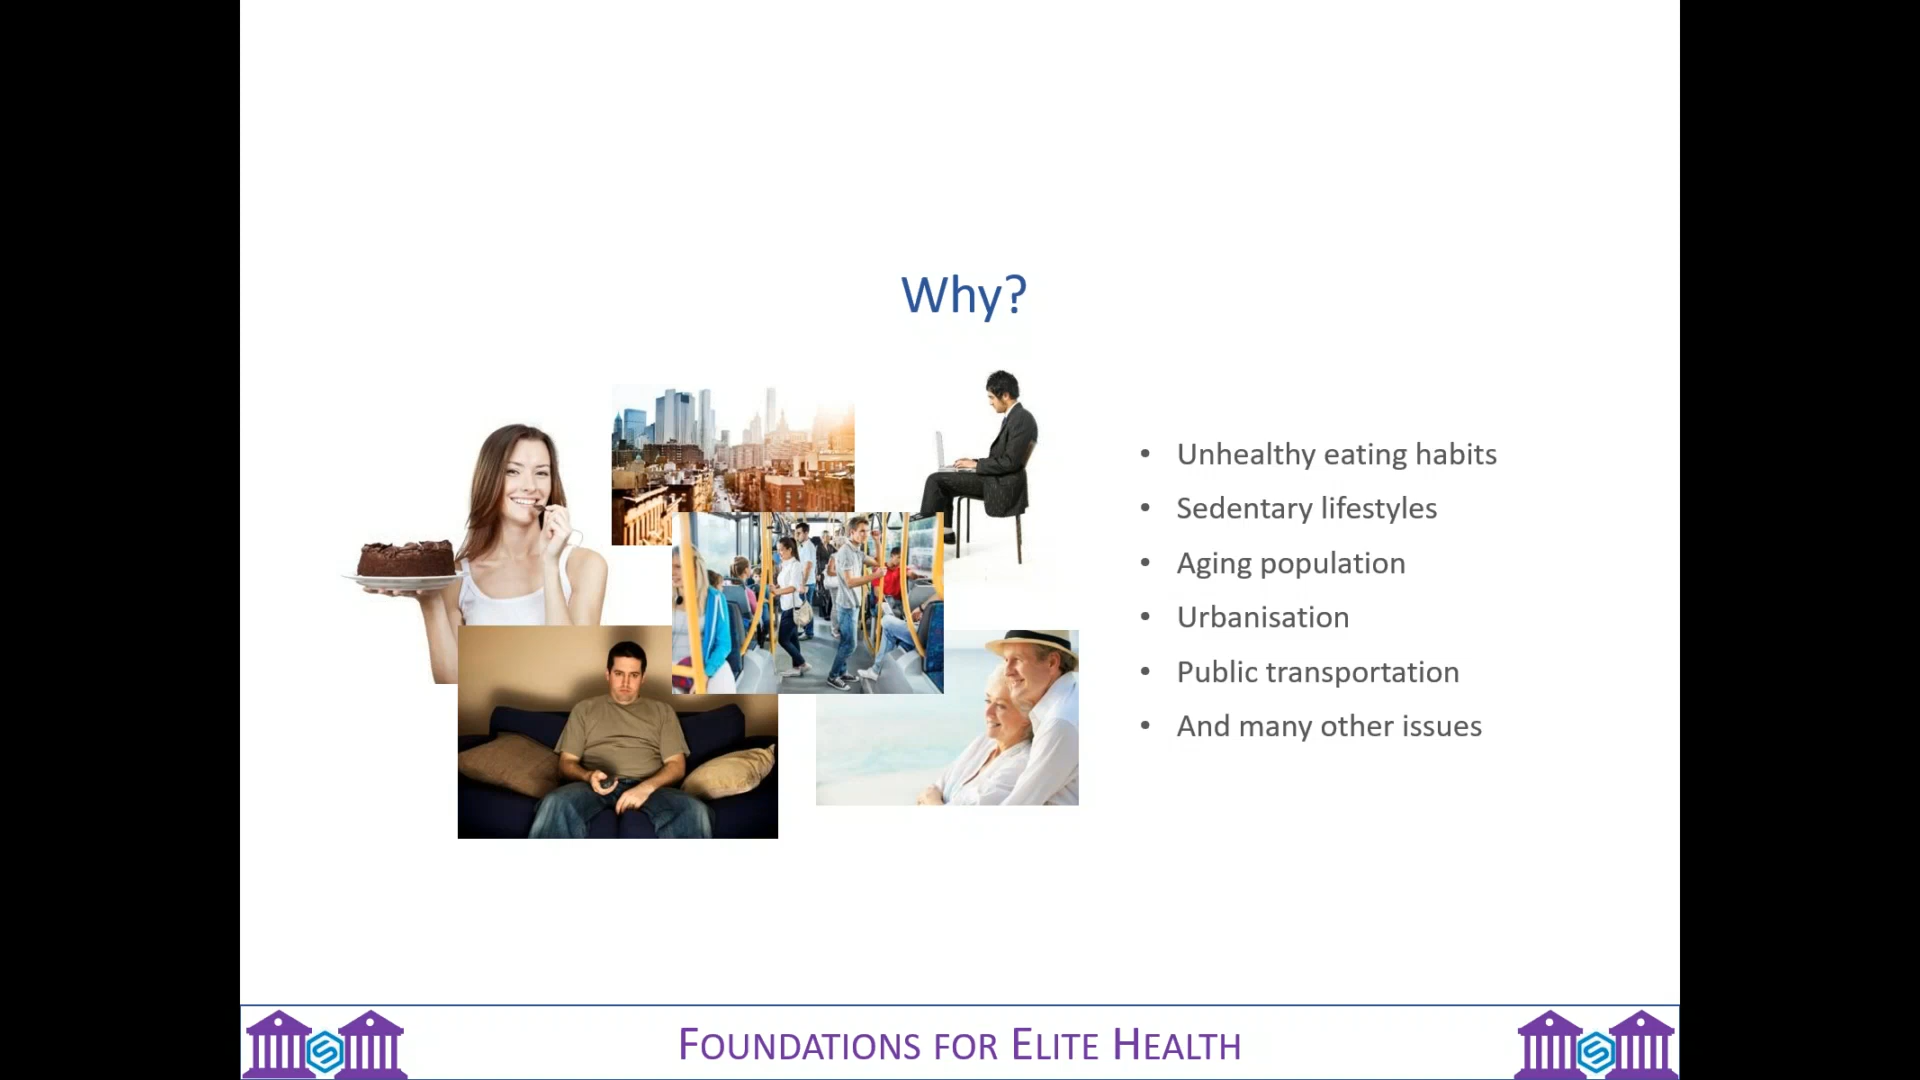 Why?
• Unhealthy eating habits
• Sedentary lifestyles
• Aging population
• Urbanisation
• Public transportation
• And many other issues
FOUNDATIONS FOR ELITE HEALTH